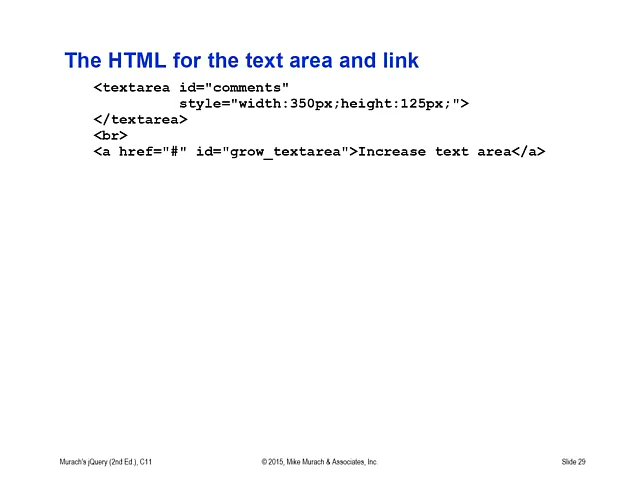 The HTML for the text area and link
<textarea id="comments"
style="width:350px;height:125px;">
</textarea>
<br>
<a href="#" id="grow_textarea">Increase text area</a>
Murach's jQuery (2nd Ed.), C11
© 2015, Mike Murach & Associates, Inc
Slide 29